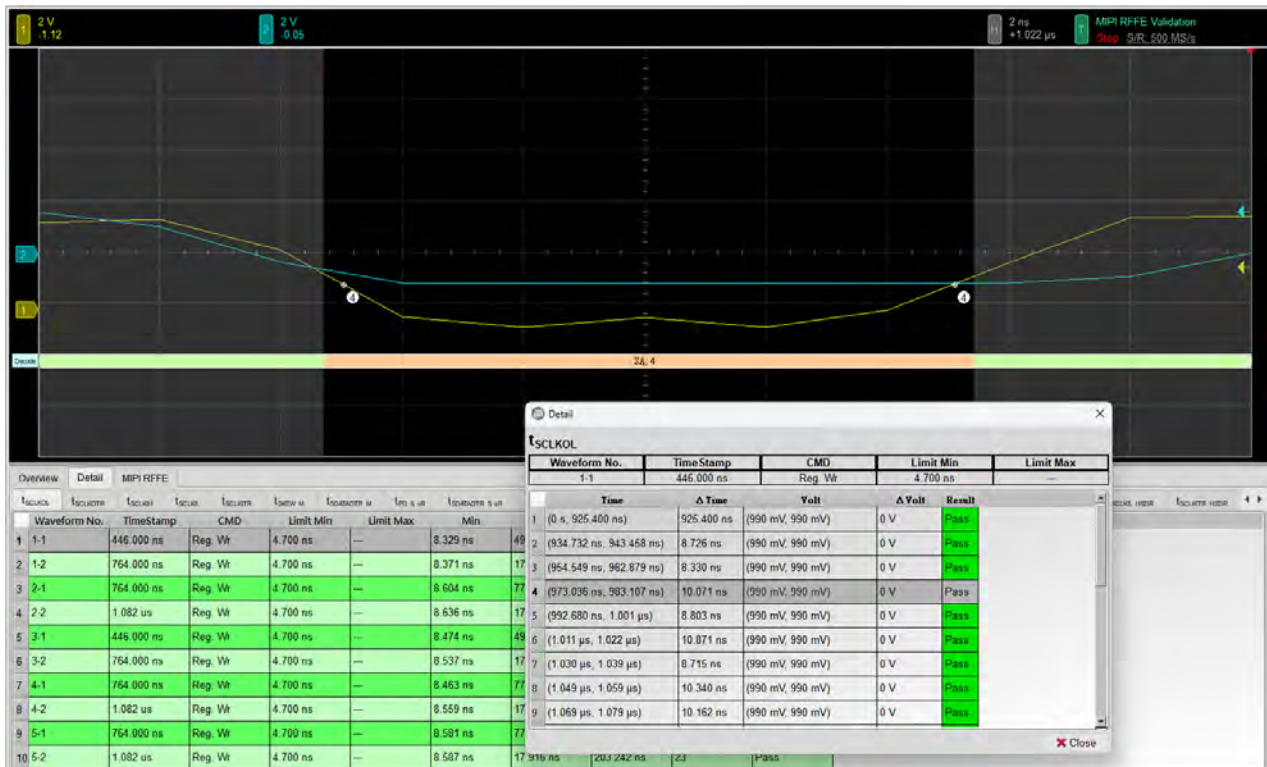 1 2 V -1.12 2 2 V -0.05 H 2 ns +1.022 µs T MIPI RFFE Validation Stop S/R: 500 MS/s
2
4 4
1
Decode
Detail
tSCLKOL
Waveform No. TimeStamp CMD Limit Min Limit Max
1-1 446.000 ns Reg. Wr 4.700 ns ---
Time Δ Time Volt Δ Volt Result
1 (0 s, 925.400 ns) 925.400 ns (990 mV, 990 mV) 0 V Pass
2 (934.732 ns, 943.458 ns) 8.726 ns (990 mV, 990 mV) 0 V Pass
3 (954.549 ns, 962.879 ns) 8.330 ns (990 mV, 990 mV) 0 V Pass
4 (973.036 ns, 983.107 ns) 10.071 ns (990 mV, 990 mV) 0 V Pass
5 (992.680 ns, 1.001 µs) 8.803 ns (990 mV, 990 mV) 0 V Pass
6 (1.011 µs, 1.022 µs) 10.871 ns (990 mV, 990 mV) 0 V Pass
7 (1.030 µs, 1.039 µs) 8.715 ns (990 mV, 990 mV) 0 V Pass
8 (1.049 µs, 1.059 µs) 10.340 ns (990 mV, 990 mV) 0 V Pass
9 (1.069 µs, 1.079 µs) 10.162 ns (990 mV, 990 mV) 0 V Pass
Close
Overview Detail MIPI RFFE
tSCLKOL
Waveform No. TimeStamp CMD Limit Min Limit Max Min
1 1-1 446.000 ns Reg. Wr 4.700 ns --- 8.329 ns 49
2 1-2 764.000 ns Reg. Wr 4.700 ns --- 8.371 ns 17
3 2-1 764.000 ns Reg. Wr 4.700 ns --- 8.604 ns 77
4 2-2 1.082 us Reg. Wr 4.700 ns --- 8.636 ns 17
5 3-1 446.000 ns Reg. Wr 4.700 ns --- 8.474 ns 49
6 3-2 764.000 ns Reg. Wr 4.700 ns --- 8.537 ns 17
7 4-1 764.000 ns Reg. Wr 4.700 ns --- 8.463 ns 77
8 4-2 1.082 us Reg. Wr 4.700 ns --- 8.559 ns 17
9 5-1 764.000 ns Reg. Wr 4.700 ns --- 8.581 ns 77
10 5-2 1.082 us Reg. Wr 4.700 ns --- 8.587 ns 17.916 ns 203.242 ns 23 Pass